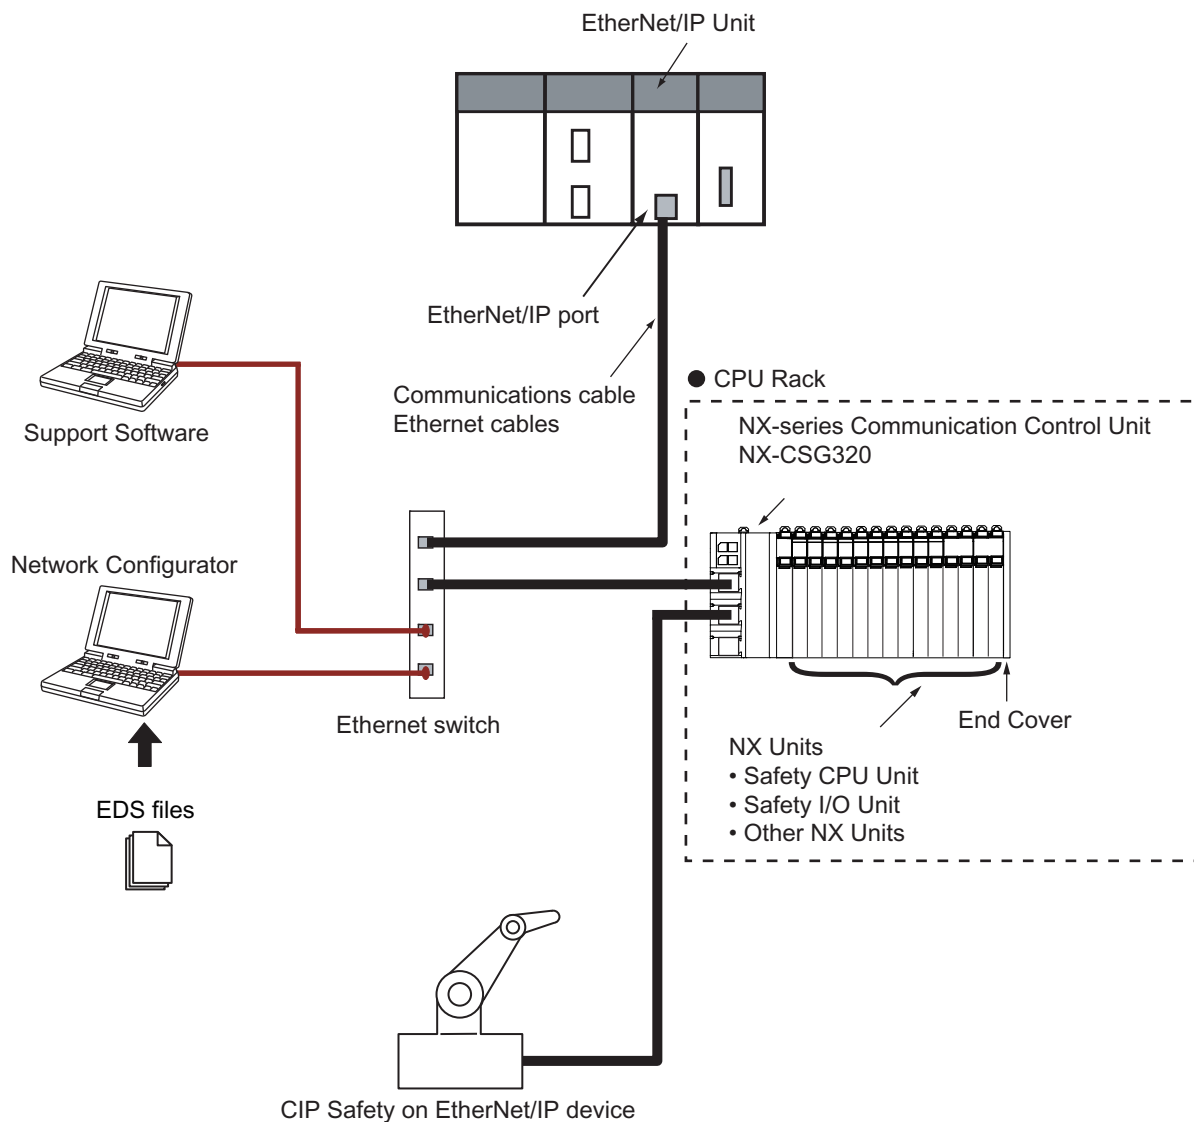 EtherNet/IP Unit
EtherNet/IP port
Communications cable
Ethernet cables
Support Software
● CPU Rack
NX-series Communication Control Unit
NX-CSG320
Network Configurator
Ethernet switch
End Cover
NX Units
• Safety CPU Unit
• Safety I/O Unit
• Other NX Units
EDS files
CIP Safety on EtherNet/IP device